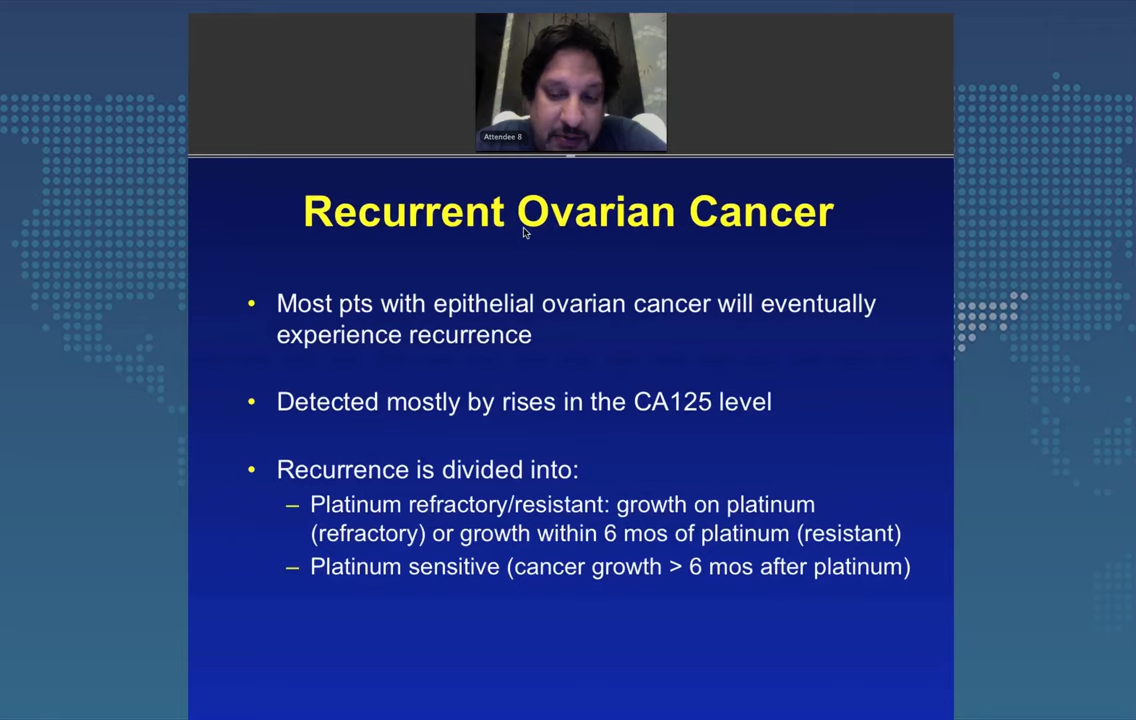 Attendee 8
Recurrent Ovarian Cancer
• Most pts with epithelial ovarian cancer will eventually
experience recurrence
• Detected mostly by rises in the CA125 level
• Recurrence is divided into:
– Platinum refractory/resistant: growth on platinum
(refractory) or growth within 6 mos of platinum (resistant)
– Platinum sensitive (cancer growth > 6 mos after platinum)